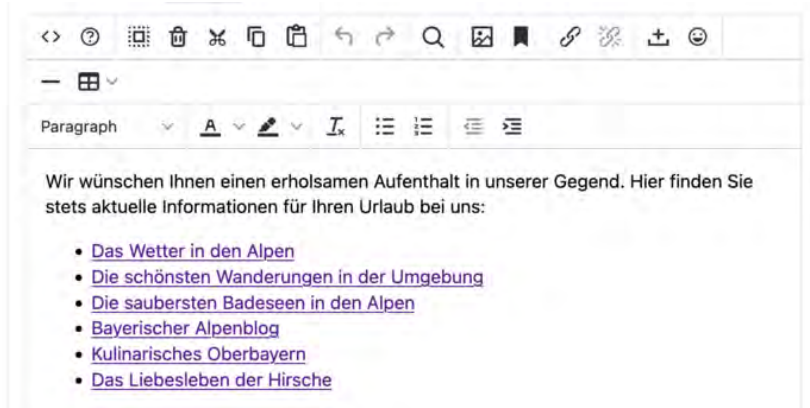 Paragraph
Wir wünschen Ihnen einen erholsamen Aufenthalt in unserer Gegend. Hier finden Sie
stets aktuelle Informationen für Ihren Urlaub bei uns:
• Das Wetter in den Alpen
• Die schönsten Wanderungen in der Umgebung
• Die saubersten Badeseen in den Alpen
• Bayerischer Alpenblog
• Kulinarisches Oberbayern
• Das Liebesleben der Hirsche